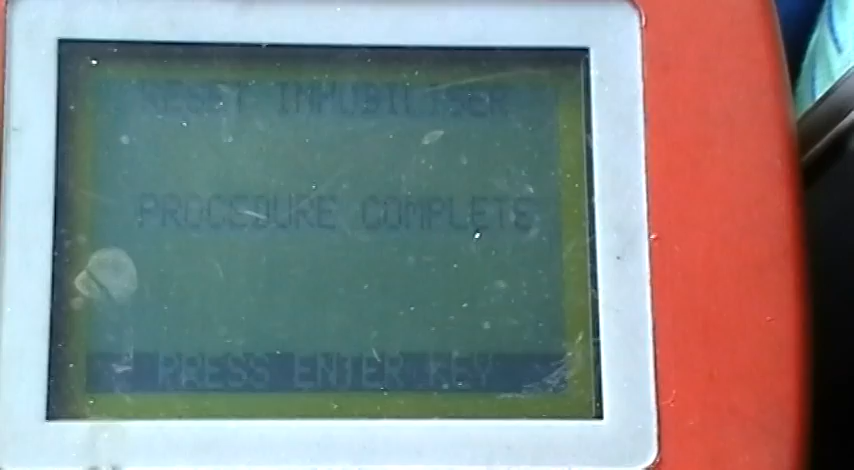 RESET IMMOBILISER
PROCEDURE COMPLETE
PRESS ENTER KEY